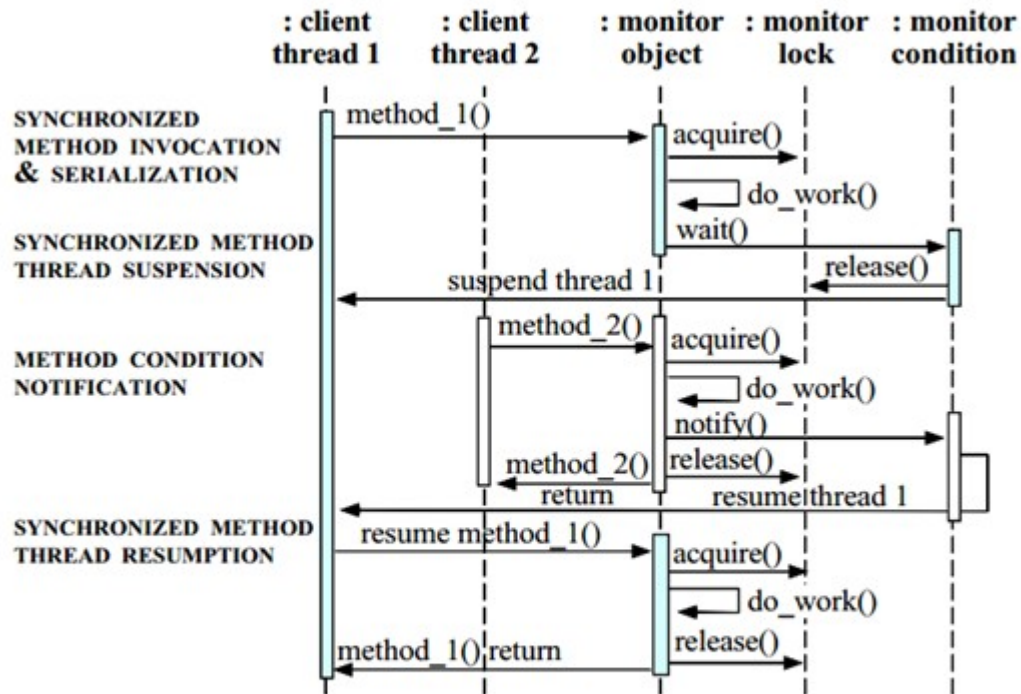 : client : client : monitor : monitor : monitor
thread 1 thread 2 object lock condition
SYNCHRONIZED
METHOD INVOCATION
& SERIALIZATION
method_1()
acquire()
do_work()
SYNCHRONIZED METHOD
THREAD SUSPENSION
wait()
release()
suspend thread 1
METHOD CONDITION
NOTIFICATION
method_2()
acquire()
do_work()
notify()
method_2()
release()
return
resume thread 1
SYNCHRONIZED METHOD
THREAD RESUMPTION
resume method_1()
acquire()
do_work()
release()
method_1() return